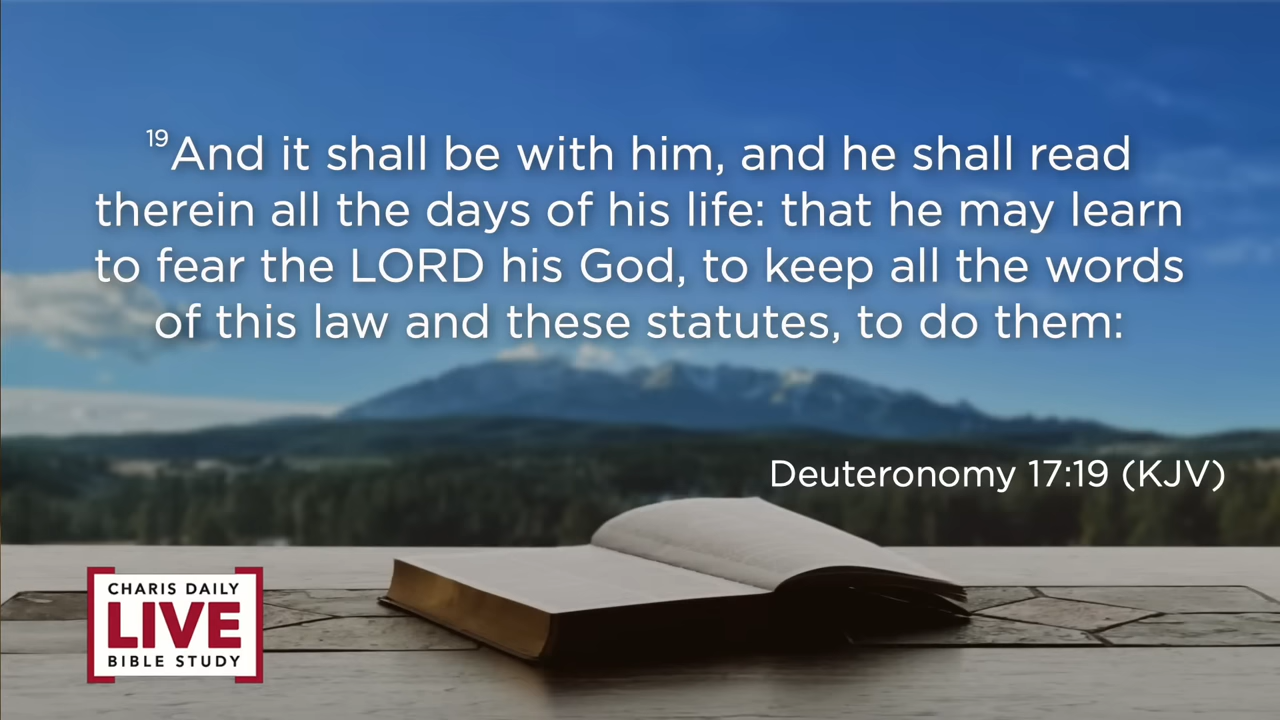 19And it shall be with him, and he shall read
therein all the days of his life: that he may learn
to fear the LORD his God, to keep all the words
of this law and these statutes, to do them:
Deuteronomy 17:19 (KJV)
CHARIS DAILY
LIVE
BIBLE STUDY